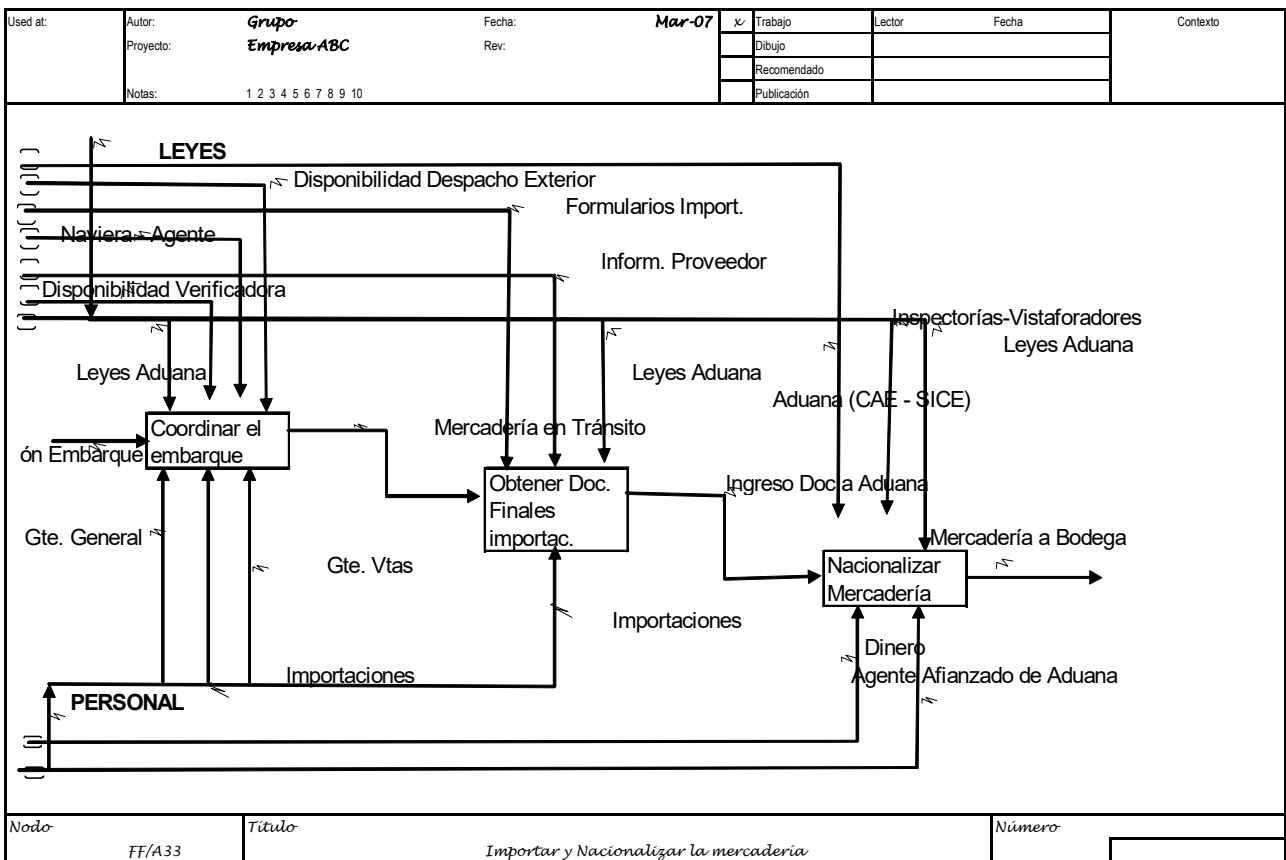 Used at:
Autor: Grupo Fecha: Mar-07 x Trabajo Lector Fecha Contexto
Proyecto: Empresa ABC Rev: Dibujo
Recomendado
Notas: 1 2 3 4 5 6 7 8 9 10 Publicación
LEYES
Disponibilidad Despacho Exterior
Formularios Import.
Naviera - Agente
Inform. Proveedor
Disponibilidad Verificadora
Inspectorías-Vistaforadores
Leyes Aduana
Leyes Aduana
Leyes Aduana
Aduana (CAE - SICE)
Coordinar el
embarque
ón Embarque
Mercadería en Tránsito
Obtener Doc.
Finales
importac.
Ingreso Doc a Aduana
Gte. General
Gte. Vtas
Mercadería a Bodega
Nacionalizar
Mercadería
Importaciones
Dinero
Importaciones
Agente Afianzado de Aduana
PERSONAL
Nodo Título Número
FF/A33 Importar y Nacionalizar la mercadería